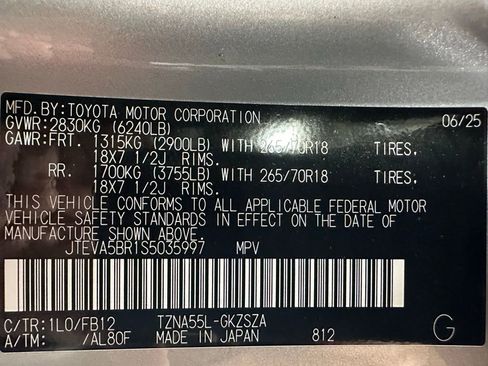 MFD.BY:TOYOTA MOTOR CORPORATION 06/25
GVWR:2830KG (6240LB)
GAWR:FRT. 1315KG (2900LB) WITH 265/70R18 TIRES.
18X7 1/2J RIMS.
RR. 1700KG (3755LB) WITH 265/70R18 TIRES.
18X7 1/2J RIMS.
THIS VEHICLE CONFORMS TO ALL APPLICABLE FEDERAL MOTOR
VEHICLE SAFETY STANDARDS IN EFFECT ON THE DATE OF
MANUFACTURE SHOWN ABOVE.
JTEVA5BR1S5035997 MPV
C/TR:1L0/FB12 TZNA55L-GKZSZA
A/TM: /AL80F MADE IN JAPAN 812 G